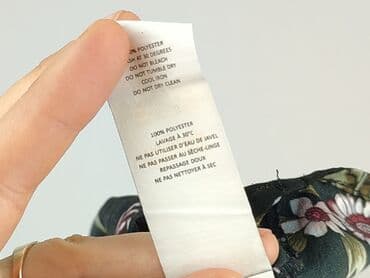 % POLYESTER
AT 30 DEGREES
DO NOT BLEACH
DO NOT TUMBLE DRY
COOL IRON
DO NOT DRY CLEAN
100% POLYESTER
LAVAGE À 30°C
NE PAS UTILISER D'EAU DE JAVEL
NE PAS PASSER AU SÈCHE-LINGE
REPASSAGE DOUX
NE PAS NETTOYER À SEC